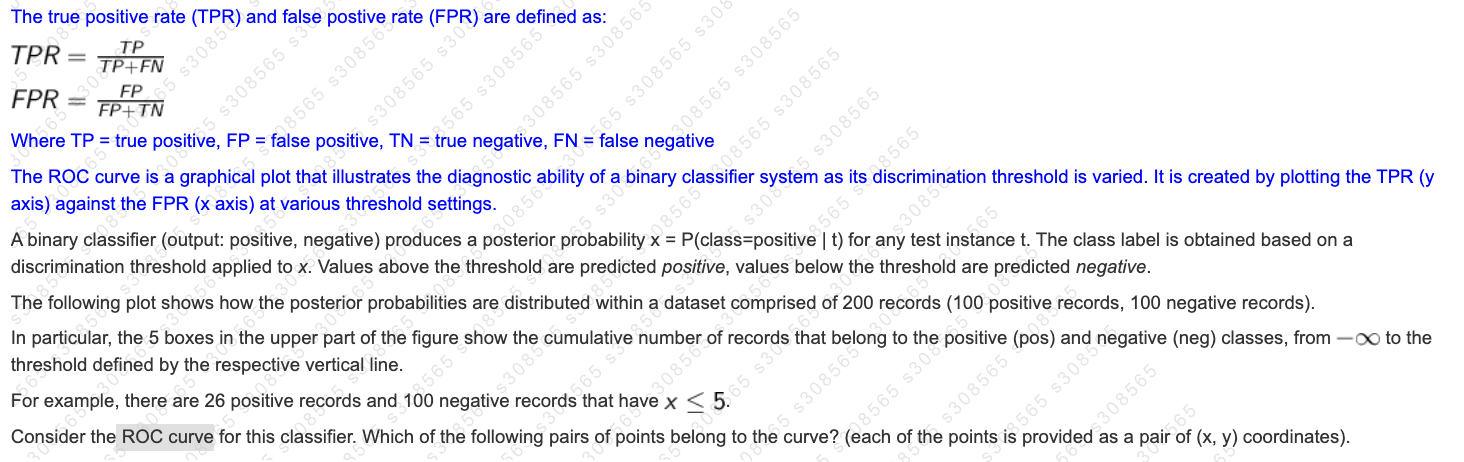 The true positive rate (TPR) and false postive rate (FPR) are defined as:
TPR = TP / TP+FN
FPR = FP / FP+TN
Where TP = true positive, FP = false positive, TN = true negative, FN = false negative
The ROC curve is a graphical plot that illustrates the diagnostic ability of a binary classifier system as its discrimination threshold is varied. It is created by plotting the TPR (y
axis) against the FPR (x axis) at various threshold settings.
A binary classifier (output: positive, negative) produces a posterior probability x = P(class=positive | t) for any test instance t. The class label is obtained based on a
discrimination threshold applied to x. Values above the threshold are predicted positive, values below the threshold are predicted negative.
The following plot shows how the posterior probabilities are distributed within a dataset comprised of 200 records (100 positive records, 100 negative records).
In particular, the 5 boxes in the upper part of the figure show the cumulative number of records that belong to the positive (pos) and negative (neg) classes, from −∞ to the
threshold defined by the respective vertical line.
For example, there are 26 positive records and 100 negative records that have x ≤ 5.
Consider the ROC curve for this classifier. Which of the following pairs of points belong to the curve? (each of the points is provided as a pair of (x, y) coordinates).
s308565